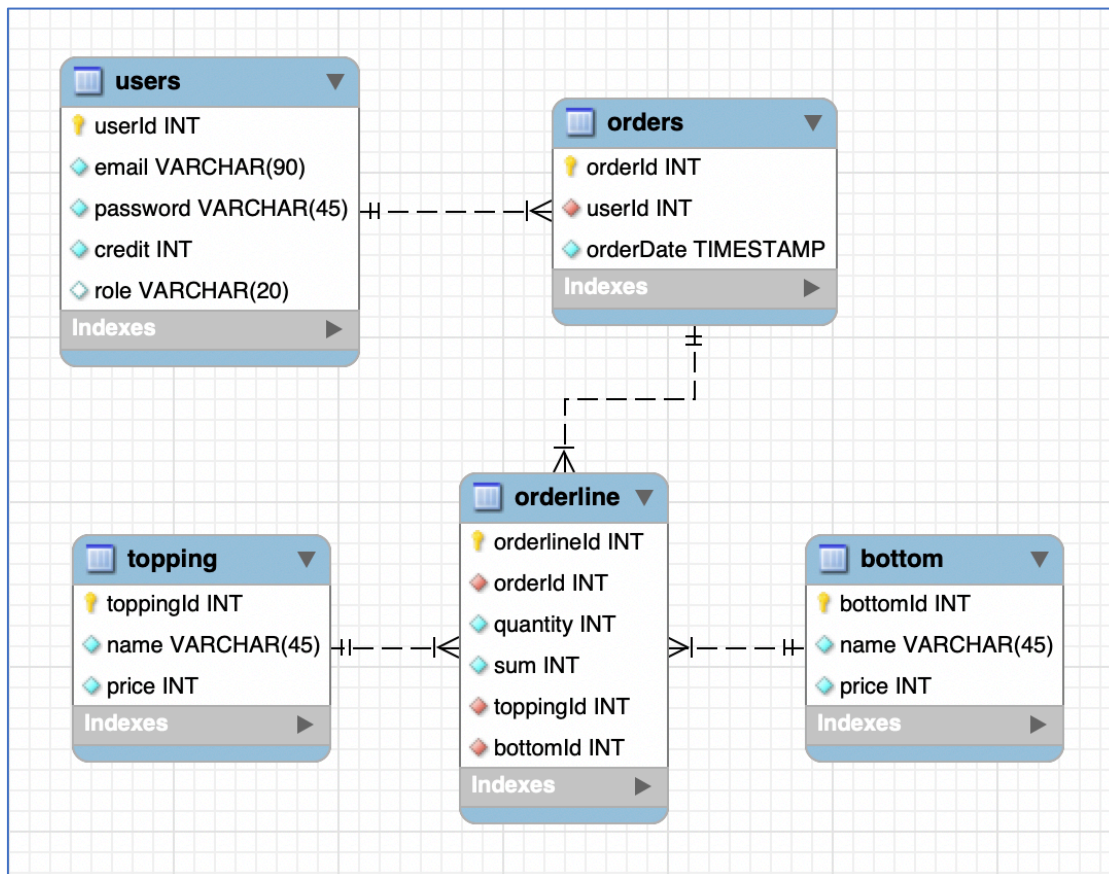 users
userId INT
email VARCHAR(90)
password VARCHAR(45)
credit INT
role VARCHAR(20)
Indexes
orders
orderId INT
userId INT
orderDate TIMESTAMP
Indexes
topping
toppingId INT
name VARCHAR(45)
price INT
Indexes
orderline
orderlineId INT
orderId INT
quantity INT
sum INT
toppingId INT
bottomId INT
Indexes
bottom
bottomId INT
name VARCHAR(45)
price INT
Indexes